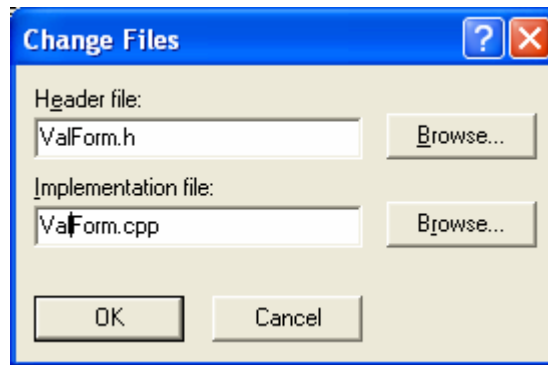 Change Files
Header file:
ValForm.h
Browse...
Implementation file:
ValForm.cpp
Browse...
OK
Cancel